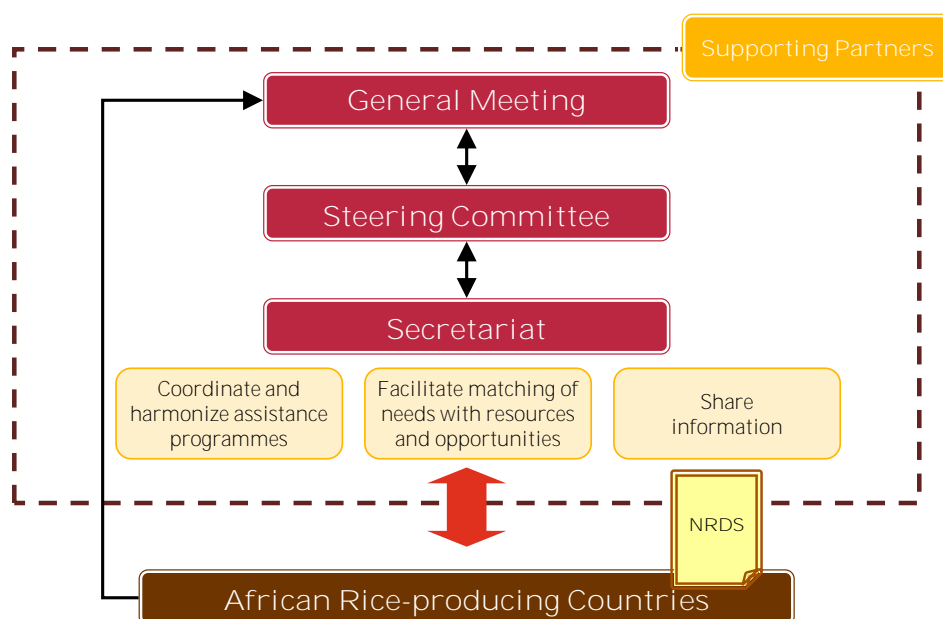 Supporting Partners
General Meeting
Steering Committee
Secretariat
Coordinate and
harmonize assistance
programmes
Facilitate matching of
needs with resources
and opportunities
Share
information
NRDS
African Rice-producing Countries